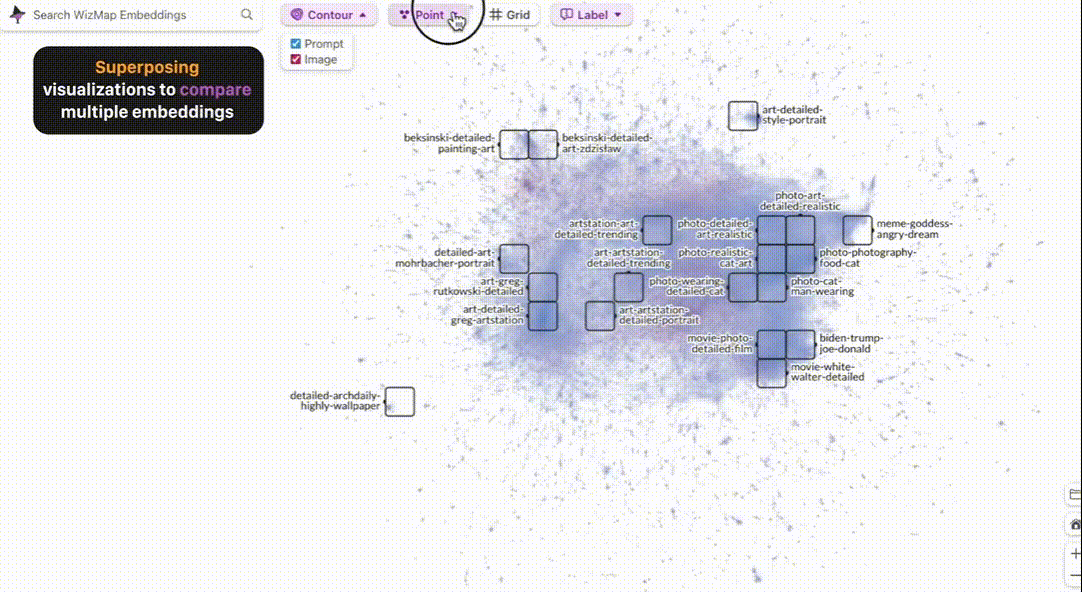 Search WizMap Embeddings
Contour
Point
Grid
Label
Prompt
Image
Superposing
visualizations to compare
multiple embeddings
art-detailed-
style-portrait
beksinski-detailed-
painting-art
beksinski-detailed-
art-zdzisław
photo-art-
detailed-realistic
artstation-art-
detailed-trending
photo-detailed-
art-realistic
meme-goddess-
angry-dream
detailed-art-
mohrbacher-portrait
art-artstation-
detailed-trending
photo-realistic-
cat-art
photo-photography-
food-cat
art-greg-
rutkowski-detailed
photo-wearing-
detailed-cat
photo-cat-
man-wearing
art-detailed-
greg-artstation
art-artstation-
detailed-portrait
movie-photo-
detailed-film
biden-trump-
joe-donald
movie-white-
walter-detailed
detailed-archdaily-
highly-wallpaper